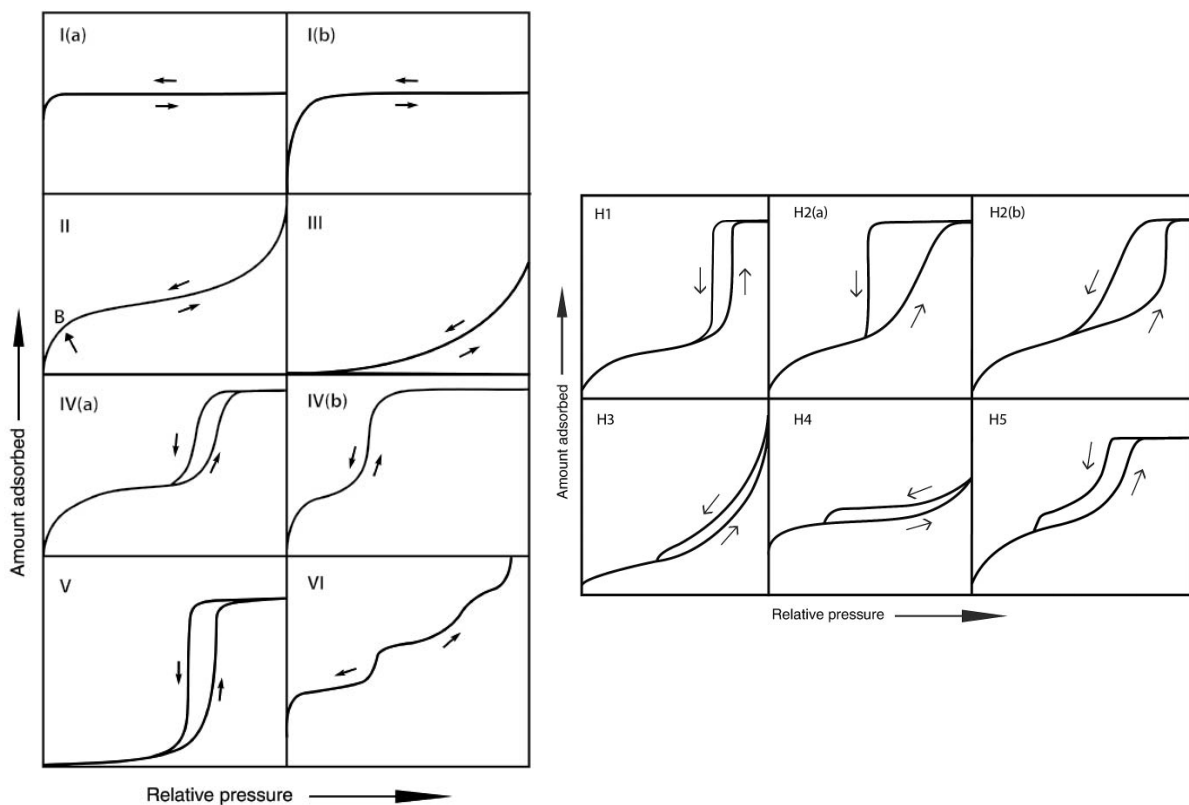 I(a)
I(b)
II
III
B
IV(a)
IV(b)
V
VI
Amount adsorbed
Relative pressure
H1
H2(a)
H2(b)
H3
H4
H5
Amount adsorbed
Relative pressure